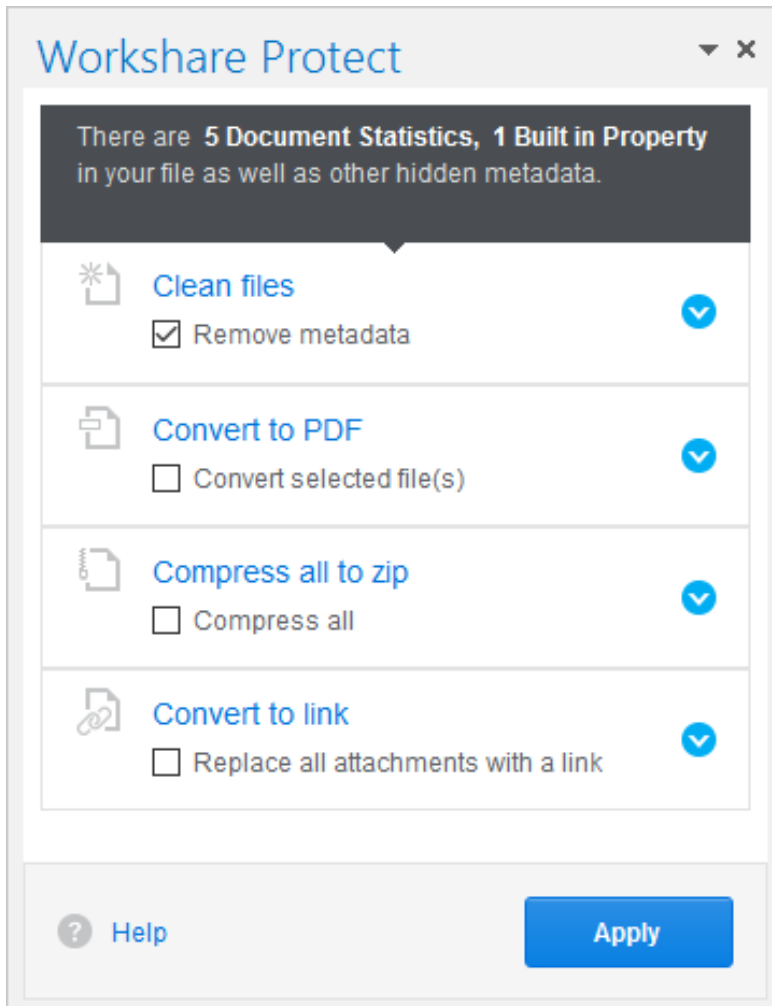 Workshare Protect
There are 5 Document Statistics, 1 Built in Property
in your file as well as other hidden metadata.
Clean files
Remove metadata
Convert to PDF
Convert selected file(s)
Compress all to zip
Compress all
Convert to link
Replace all attachments with a link
? Help
Apply